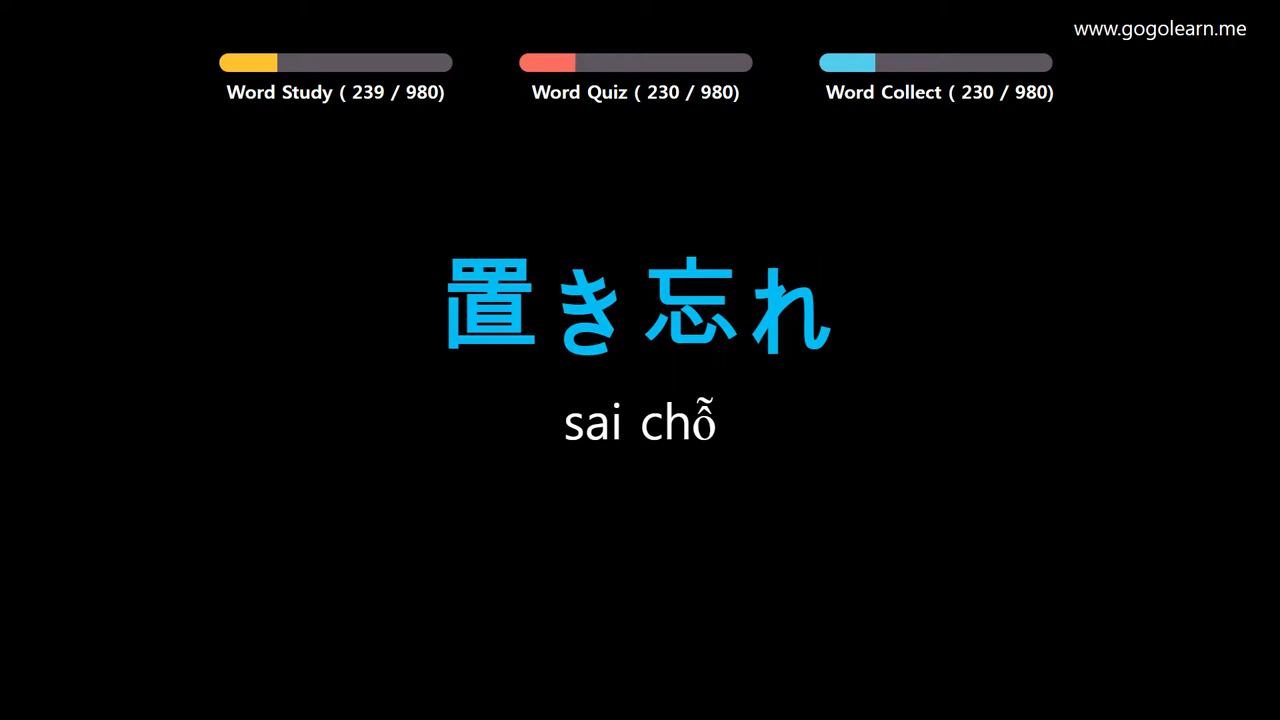 www.gogolearn.me
Word Study ( 239 / 980)
Word Quiz ( 230 / 980)
Word Collect ( 230 / 980)
置き忘れ
sai chỗ